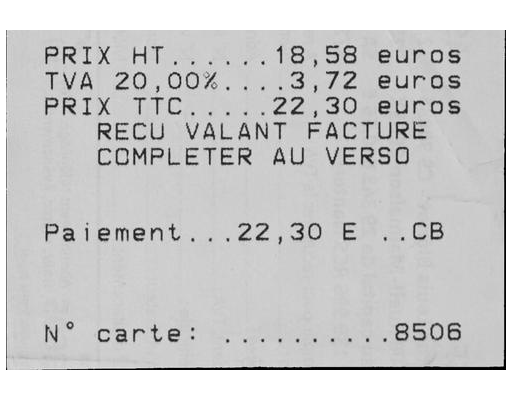 PRIX HT......18,58 euros
TVA 20,00%....3,72 euros
PRIX TTC.....22,30 euros
RECU VALANT FACTURE
COMPLETER AU VERSO
Paiement...22,30 E ..CB
N° carte: ..........8506